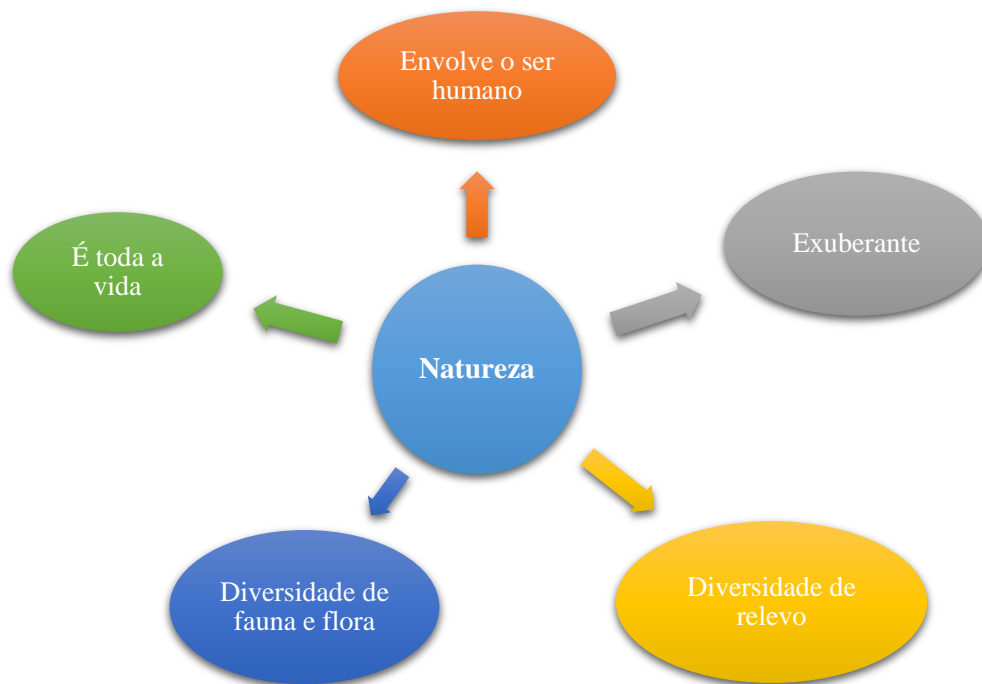 Envolve o ser
humano
Exuberante
É toda a
vida
Natureza
Diversidade de
relevo
Diversidade de
fauna e flora